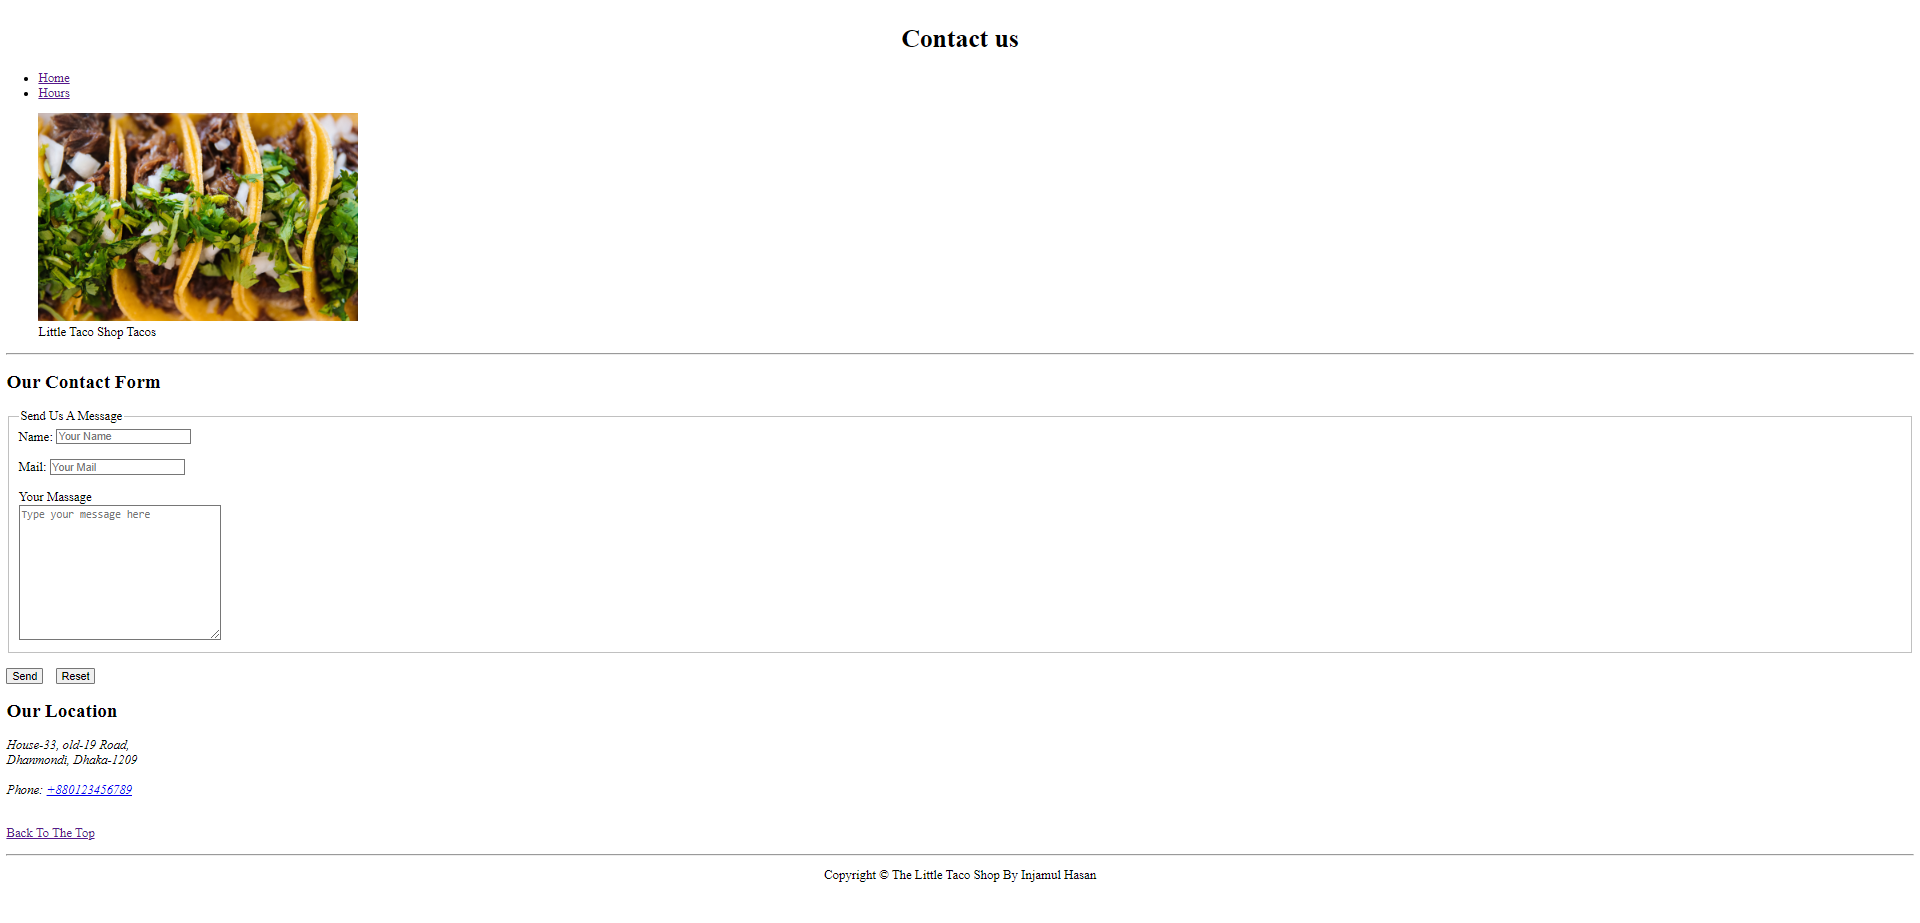 Contact us
Home
Hours
Little Taco Shop Tacos
Our Contact Form
Send Us A Message
Name: Your Name
Mail: Your Mail
Your Massage
Type your message here
Send Reset
Our Location
House-33, old-19 Road,
Dhanmondi, Dhaka-1209
Phone: +880123456789
Back To The Top
Copyright © The Little Taco Shop By Injamul Hasan